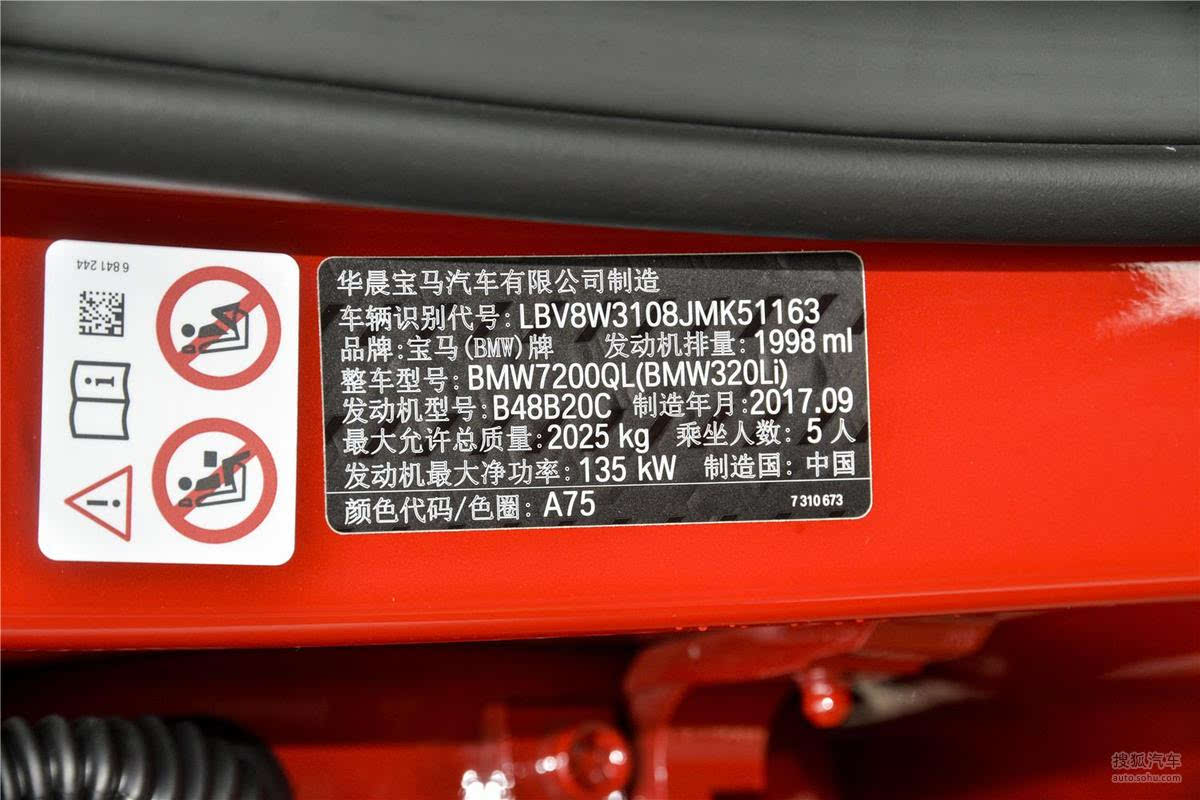 6 841 244
华晨宝马汽车有限公司制造
车辆识别代号:LBV8W3108JMK51163
品牌:宝马(BMW)牌 发动机排量:1998 ml
整车型号:BMW7200QL(BMW320Li)
发动机型号:B48B20C 制造年月:2017.09
最大允许总质量:2025 kg 乘坐人数: 5 人
发动机最大净功率:135 kW 制造国: 中国
颜色代码/色圈: A75 7 310 673
搜狐汽车
auto.sohu.com